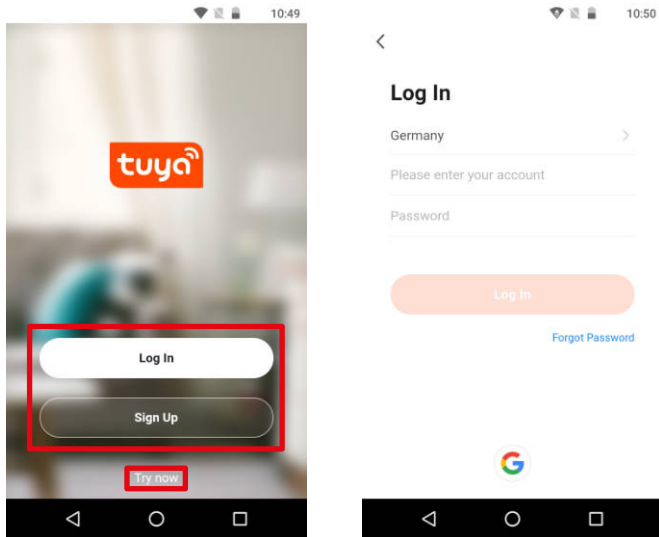 10:49
tuya
Log In
Sign Up
Try now
10:50
Log In
Germany
Please enter your account
Password
Log In
Forgot Password
G